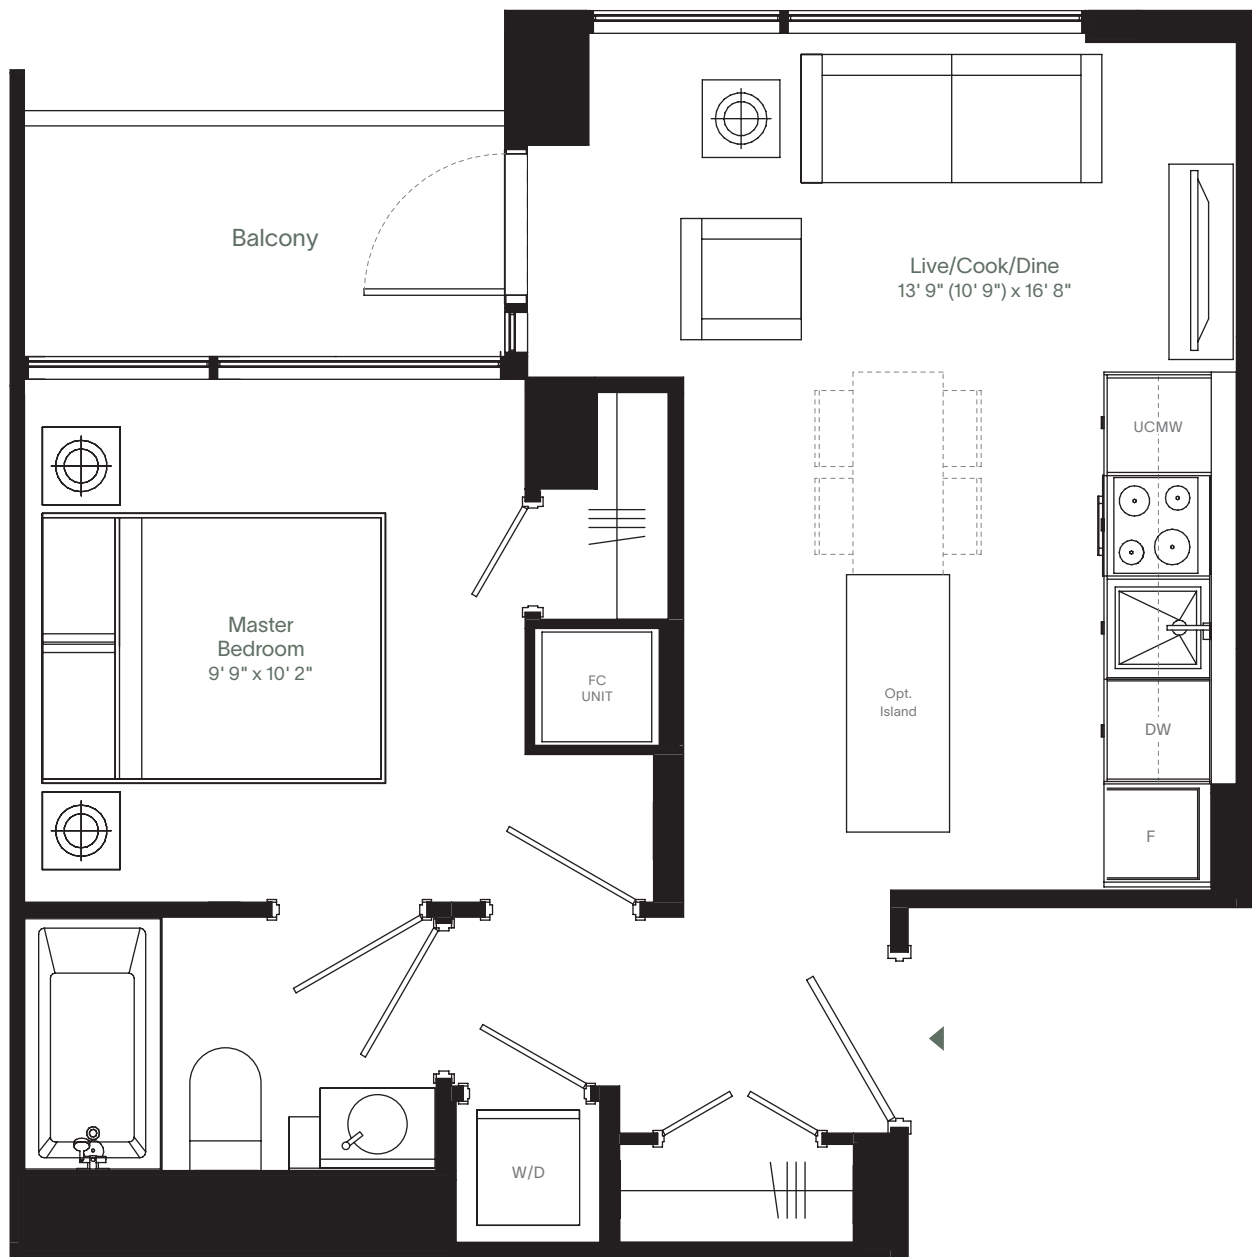 Balcony
Live/Cook/Dine
13' 9" (10' 9") x 16' 8"
UCMW
Master
Bedroom
9' 9" x 10' 2"
FC
UNIT
Opt.
Island
DW
F
W/D